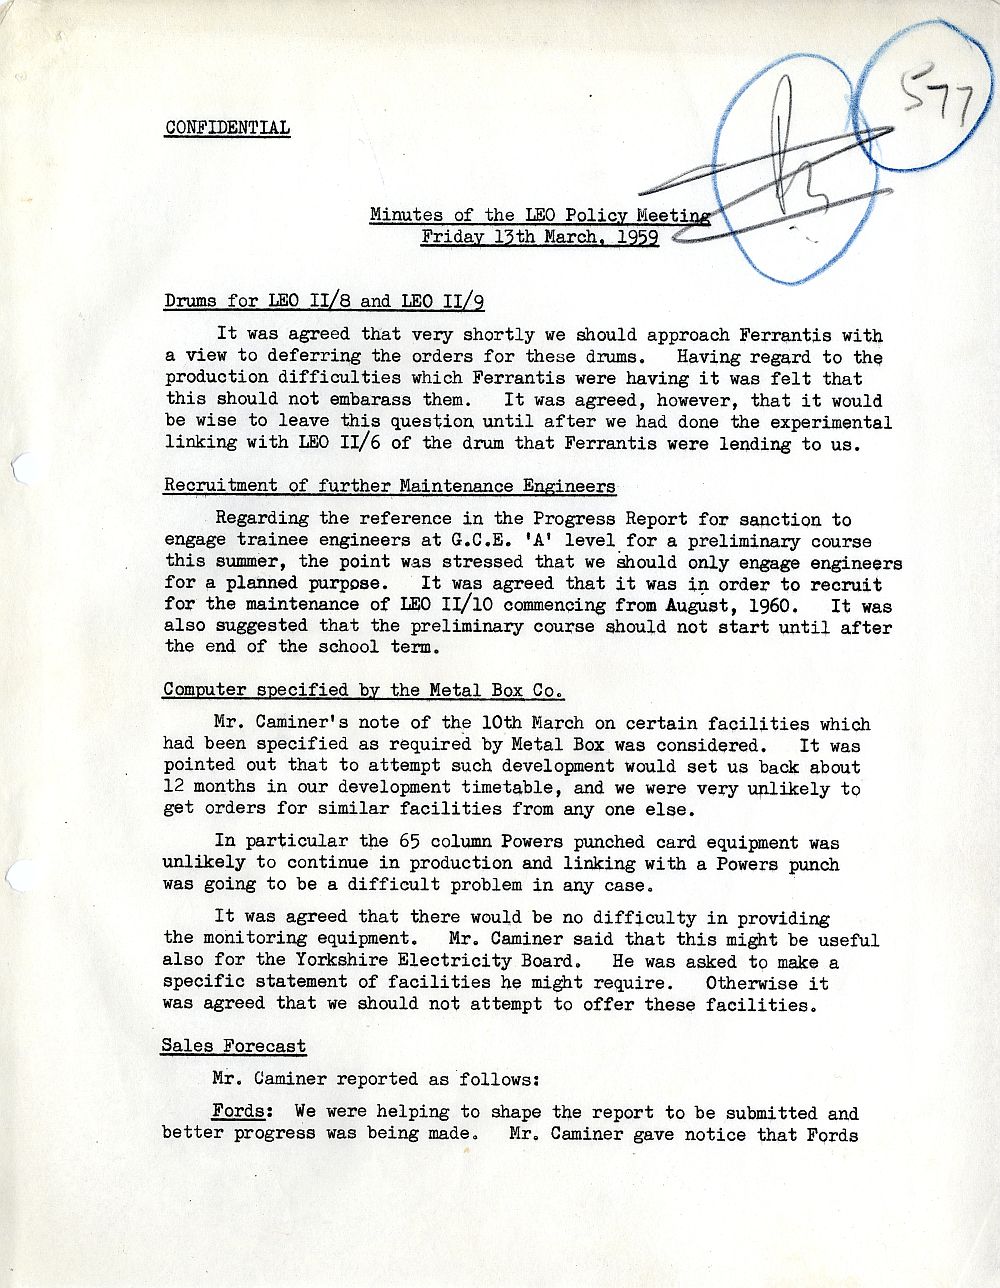 577
CONFIDENTIAL
Minutes of the LEO Policy Meeting
Friday 13th March, 1959
Drums for LEO II/8 and LEO II/9
It was agreed that very shortly we should approach Ferrantis with
a view to deferring the orders for these drums. Having regard to the
production difficulties which Ferrantis were having it was felt that
this should not embarass them. It was agreed, however, that it would
be wise to leave this question until after we had done the experimental
linking with LEO II/6 of the drum that Ferrantis were lending to us.
Recruitment of further Maintenance Engineers
Regarding the reference in the Progress Report for sanction to
engage trainee engineers at G.C.E. 'A' level for a preliminary course
this summer, the point was stressed that we should only engage engineers
for a planned purpose. It was agreed that it was in order to recruit
for the maintenance of LEO II/10 commencing from August, 1960. It was
also suggested that the preliminary course should not start until after
the end of the school term.
Computer specified by the Metal Box Co.
Mr. Caminer's note of the 10th March on certain facilities which
had been specified as required by Metal Box was considered. It was
pointed out that to attempt such development would set us back about
12 months in our development timetable, and we were very unlikely to
get orders for similar facilities from any one else.
In particular the 65 column Powers punched card equipment was
unlikely to continue in production and linking with a Powers punch
was going to be a difficult problem in any case.
It was agreed that there would be no difficulty in providing
the monitoring equipment. Mr. Caminer said that this might be useful
also for the Yorkshire Electricity Board. He was asked to make a
specific statement of facilities he might require. Otherwise it
was agreed that we should not attempt to offer these facilities.
Sales Forecast
Mr. Caminer reported as follows:
Fords: We were helping to shape the report to be submitted and
better progress was being made. Mr. Caminer gave notice that Fords